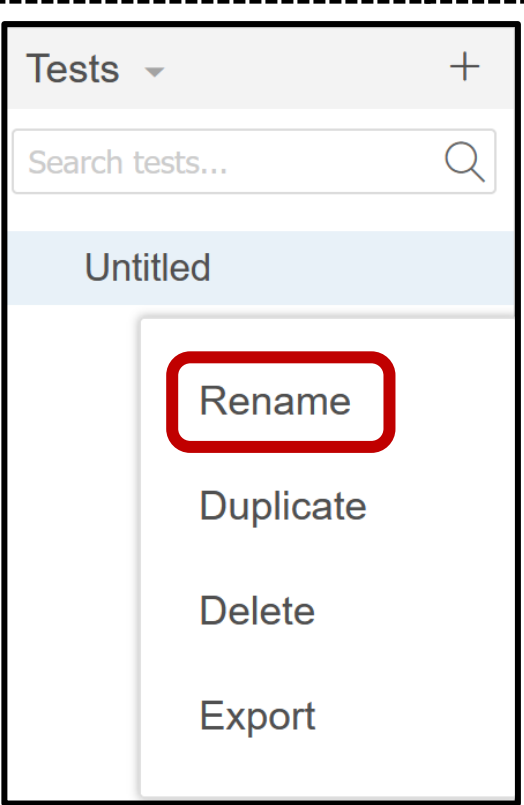 Tests
Search tests...
Untitled
Rename
Duplicate
Delete
Export